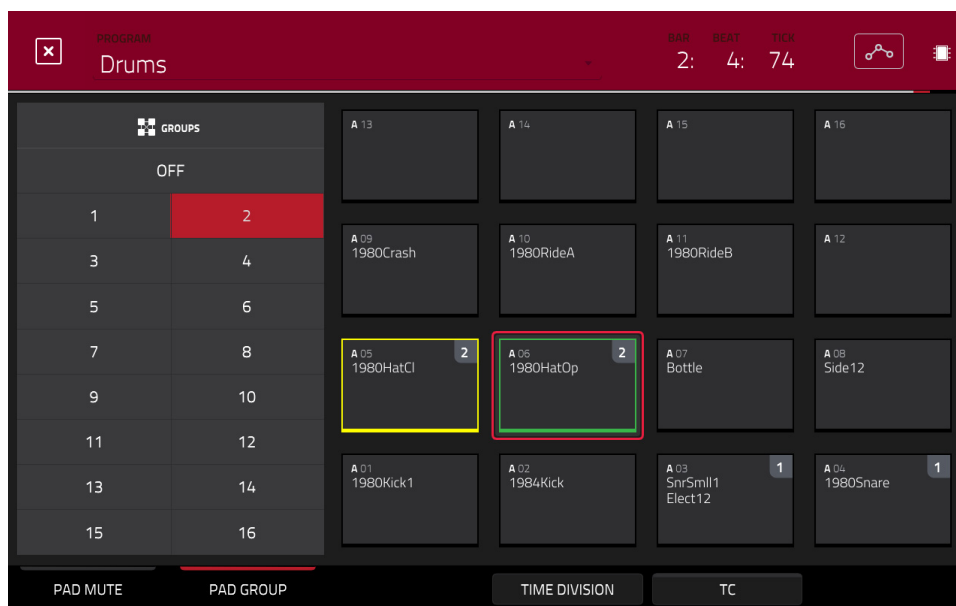 PROGRAM
Drums
BAR BEAT TICK
2: 4: 74
GROUPS
OFF
1 2
3 4
5 6
7 8
9 10
11 12
13 14
15 16
A 13
A 14
A 15
A 16
A 09
1980Crash
A 10
1980RideA
A 11
1980RideB
A 12
A 05 2
1980HatCl
A 06 2
1980HatOp
A 07
Bottle
A 08
Side12
A 01
1980Kick1
A 02
1984Kick
A 03 1
SnrSmll1
Elect12
A 04 1
1980Snare
PAD MUTE PAD GROUP TIME DIVISION TC